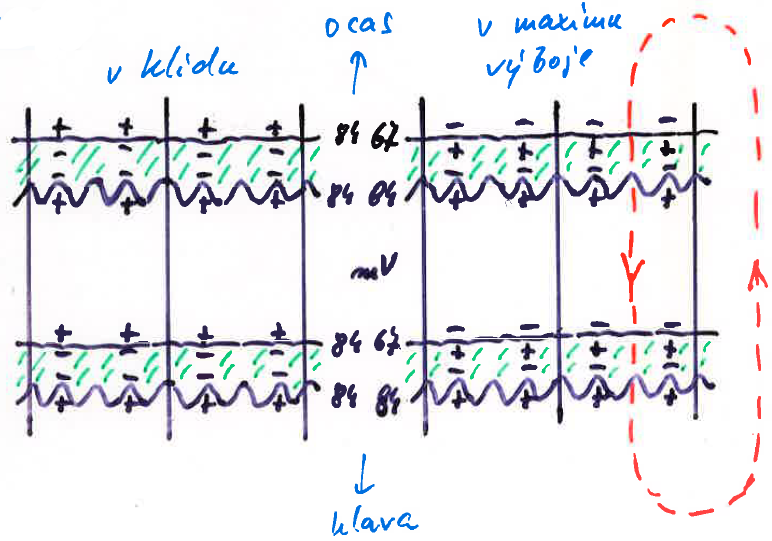 v klidu
ocas
v maximu
výboje
84 67
84 84
mV
84 67
84 84
hlava